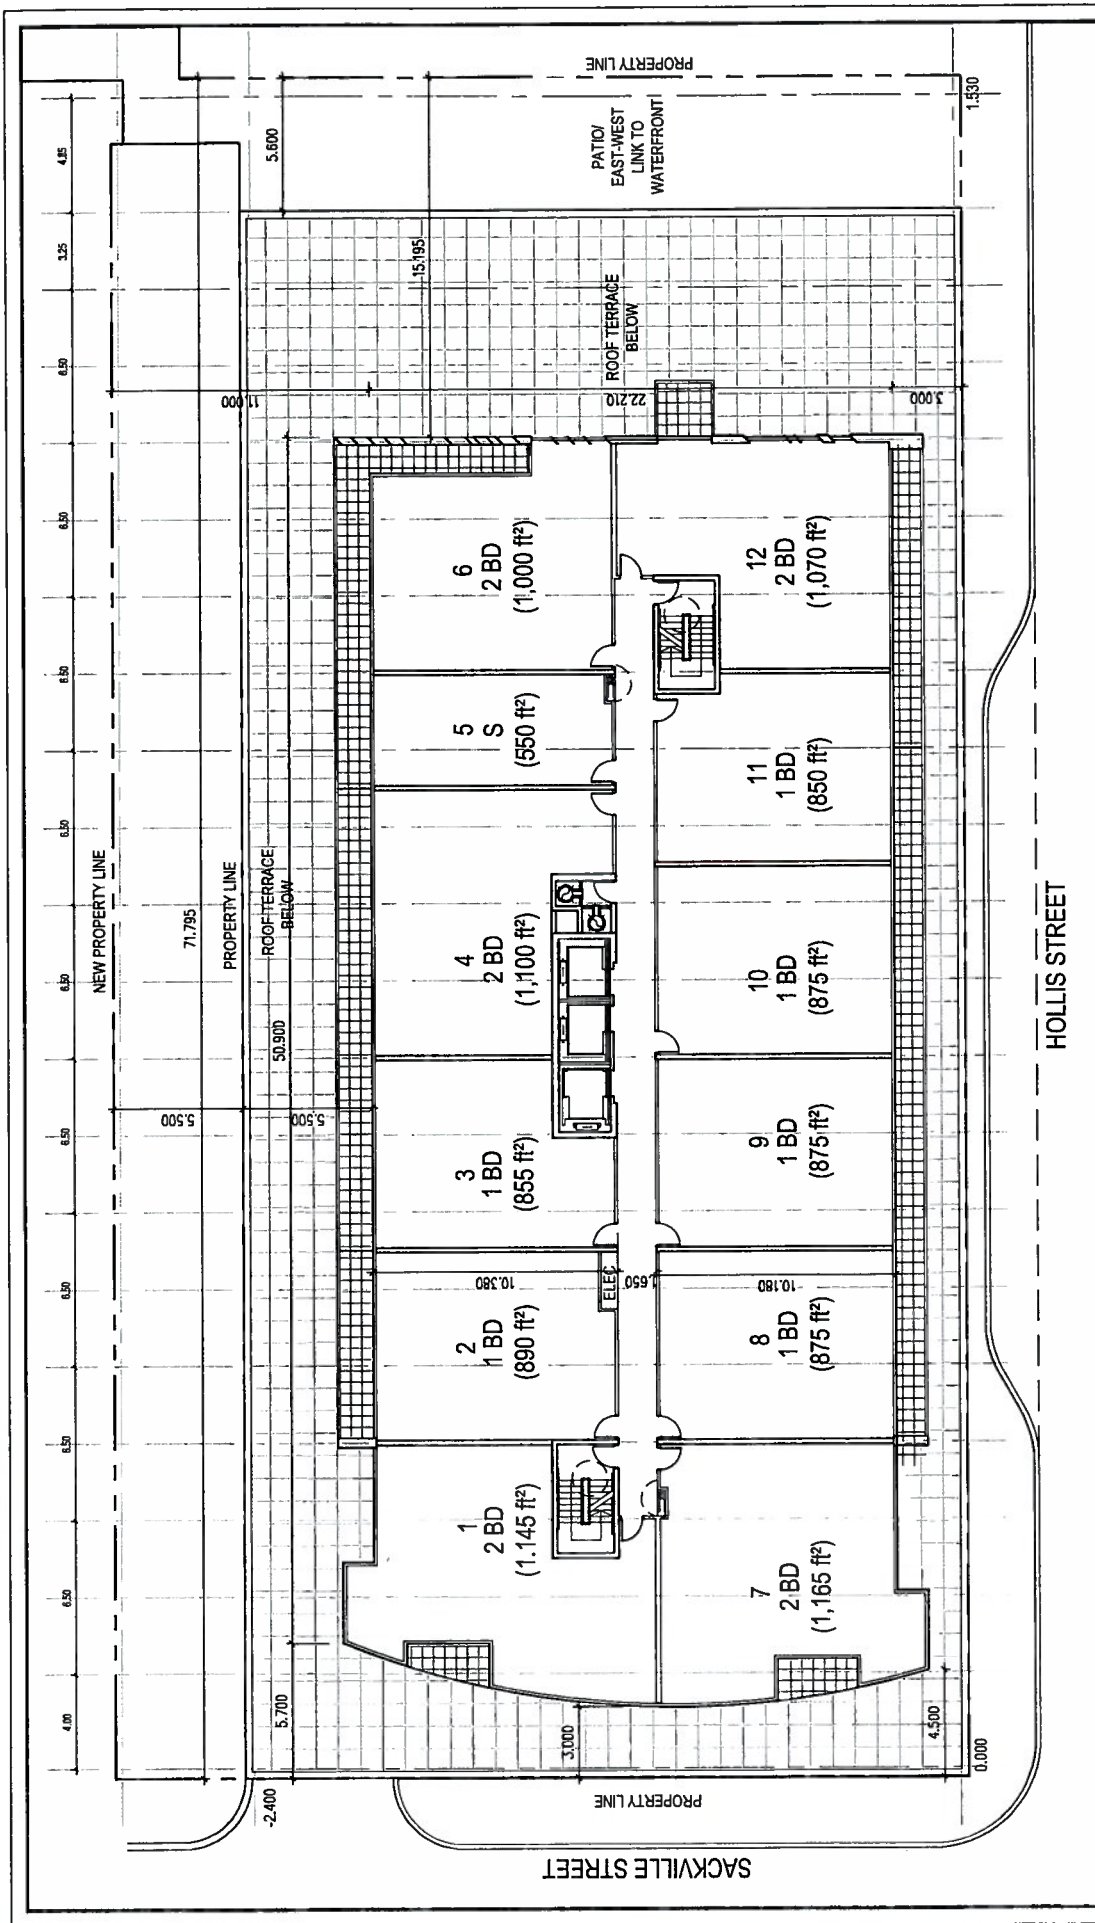 NEW PROPERTY LINE
71.795
PROPERTY LINE
ROOF TERRACE
BELOW
50.900
4.00
6.50
6.50
6.50
6.50
6.50
6.50
6.50
6.50
6.50
3.25
4.85
5.600
15.195
11.000
22.210
3.000
5.500
5.500
5.700
-2.400
3.000
4.500
0.000
1.530
PROPERTY LINE
PATIO/
EAST-WEST
LINK TO
WATERFRONT
ROOF TERRACE
BELOW
1
2 BD
(1.145 ft²)
2
1 BD
(890 ft²)
3
1 BD
(855 ft²)
4
2 BD
(1,100 ft²)
5
S
(550 ft²)
6
2 BD
(1,000 ft²)
10.380
ELEC
10.180
7
2 BD
(1,165 ft²)
8
1 BD
(875 ft²)
9
1 BD
(875 ft²)
10
1 BD
(875 ft²)
11
1 BD
(850 ft²)
12
2 BD
(1,070 ft²)
PROPERTY LINE
SACKVILLE STREET
HOLLIS STREET